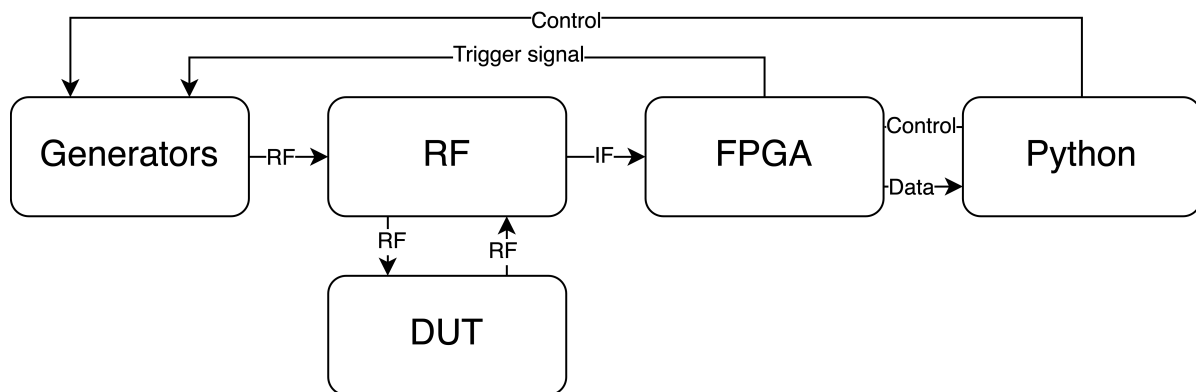 Control
Trigger signal
Generators
RF
RF
IF
FPGA
Control
Data
Python
RF
RF
DUT